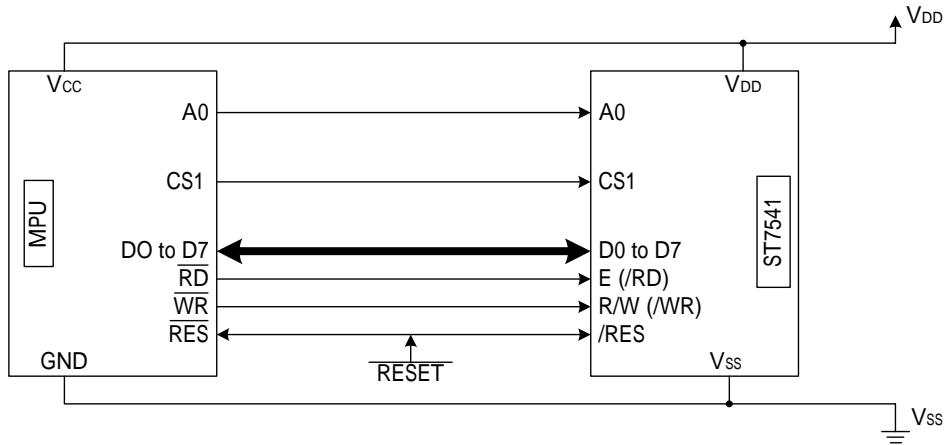 VDD
VCC
VDD
A0
A0
CS1
CS1
MPU
ST7541
DO to D7
D0 to D7
RD
E (/RD)
WR
R/W (/WR)
RES
/RES
GND
RESET
VSS
VSS